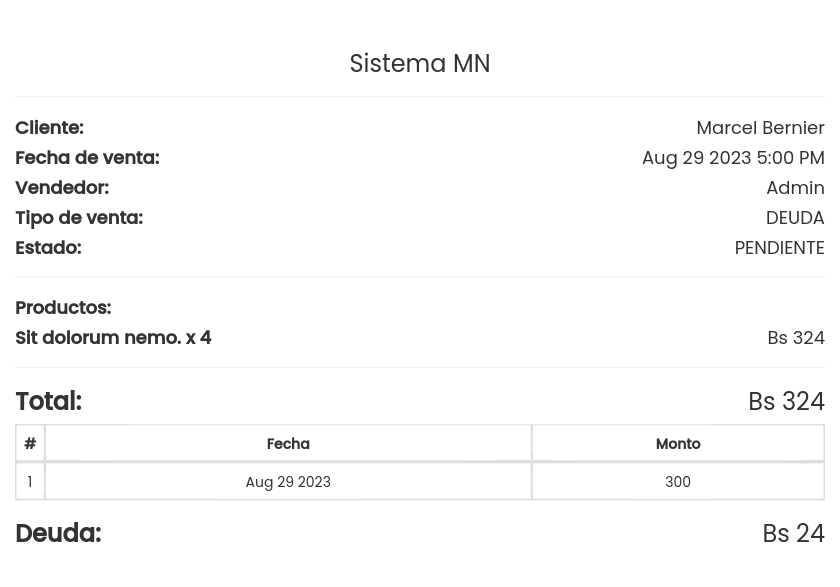 Sistema MN
Cliente: Marcel Bernier
Fecha de venta: Aug 29 2023 5:00 PM
Vendedor: Admin
Tipo de venta: DEUDA
Estado: PENDIENTE
Productos:
Sit dolorum nemo. x 4 Bs 324
Total: Bs 324
# Fecha Monto
1 Aug 29 2023 300
Deuda: Bs 24